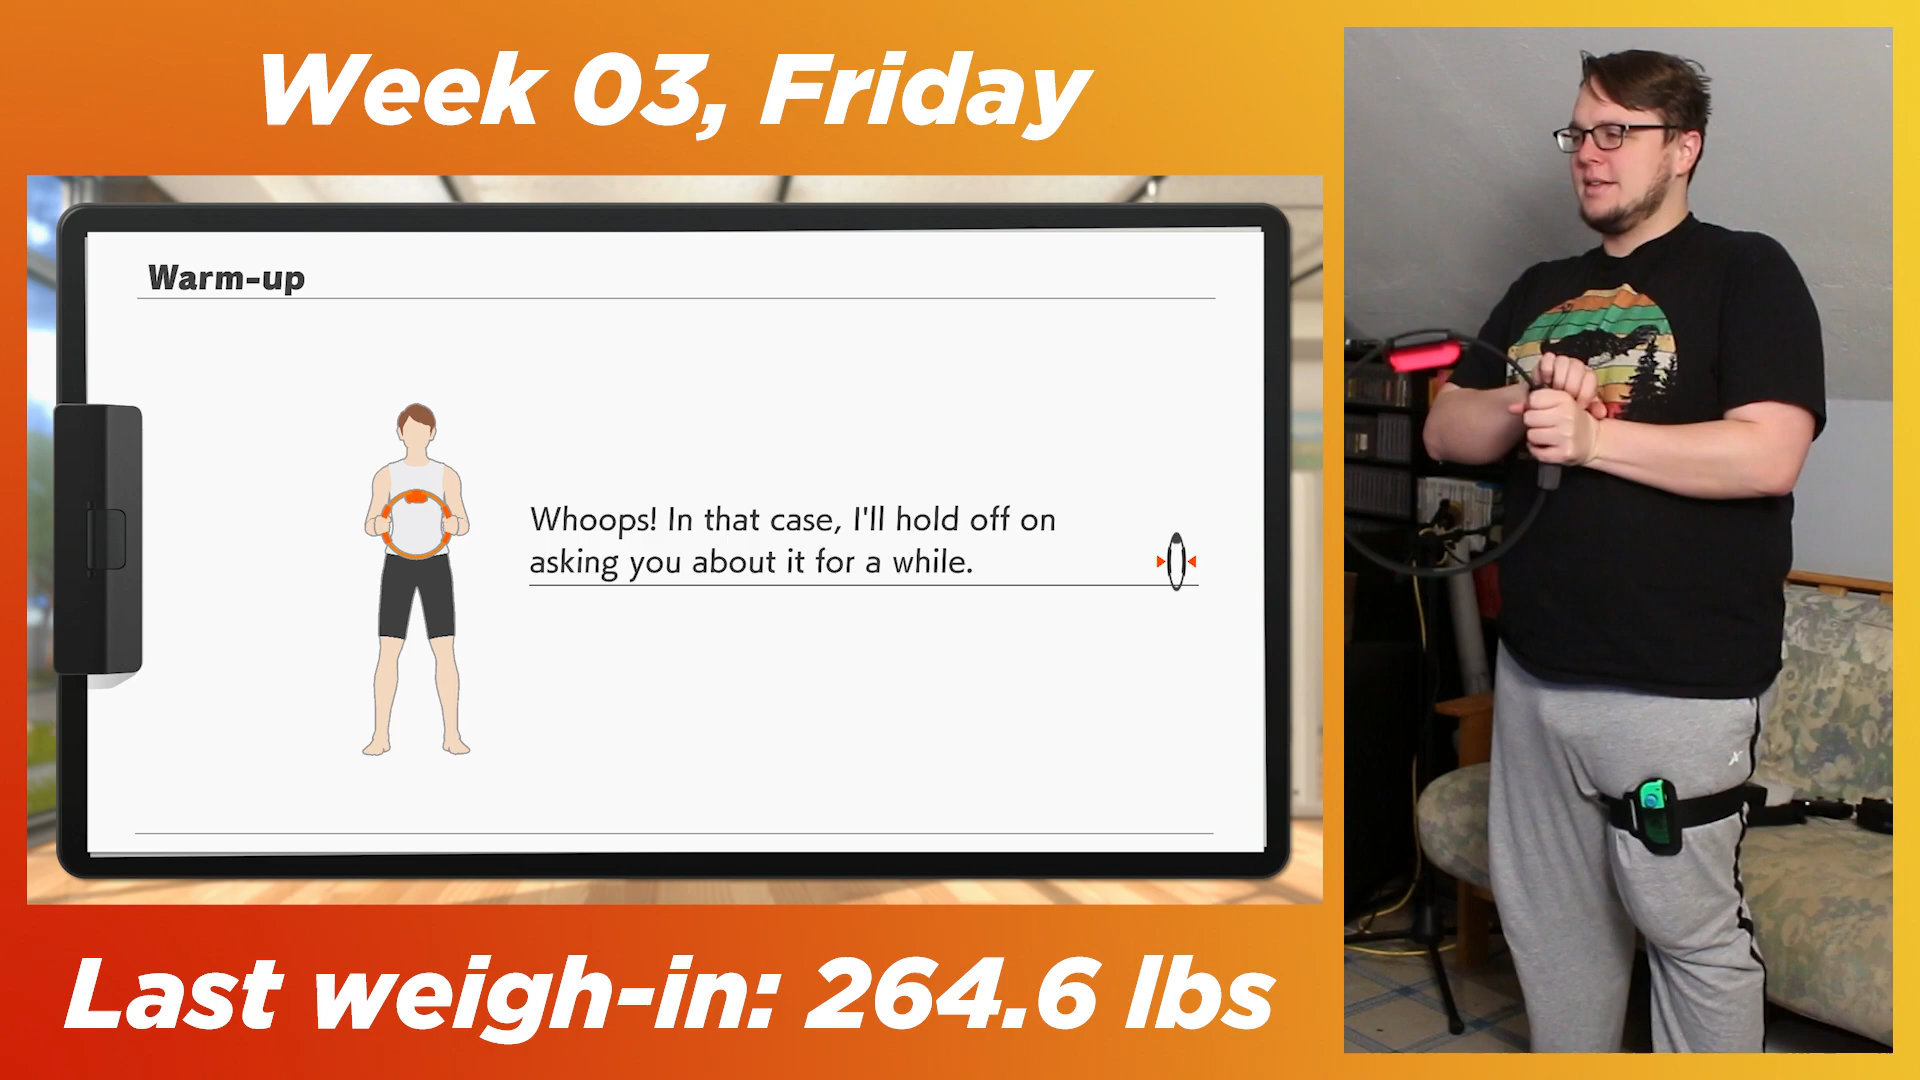 Week 03, Friday
Warm-up
Whoops! In that case, I'll hold off on
asking you about it for a while.
Last weigh-in: 264.6 lbs